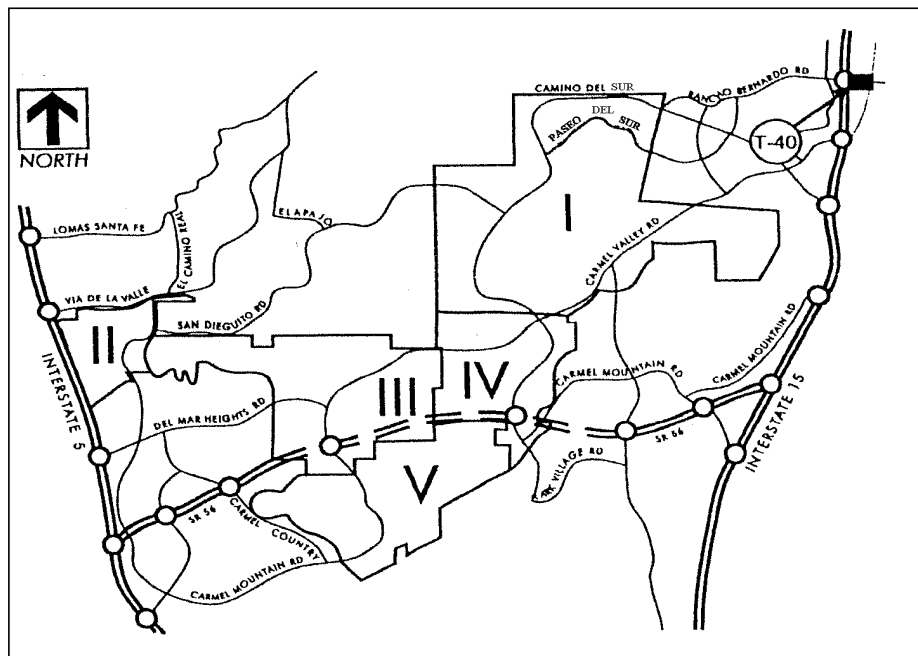 CAMINO DEL SUR
RANCHO BERNARDO RD
PASEO DEL SUR
T-40
NORTH
EL APAJO
I
LOMAS SANTA FE
EL CAMINO REAL
CARMEL VALLEY RD
VIA DE LA VALLE
SAN DIEGUITO RD
II
INTERSTATE 5
III
IV
CARMEL MOUNTAIN RD
CARMEL MOUNTAIN RD
DEL MAR HEIGHTS RD
SR 66
INTERSTATE 15
V
PARK VILLAGE RD
SR 56
CARMEL COUNTRY
CARMEL MOUNTAIN RD